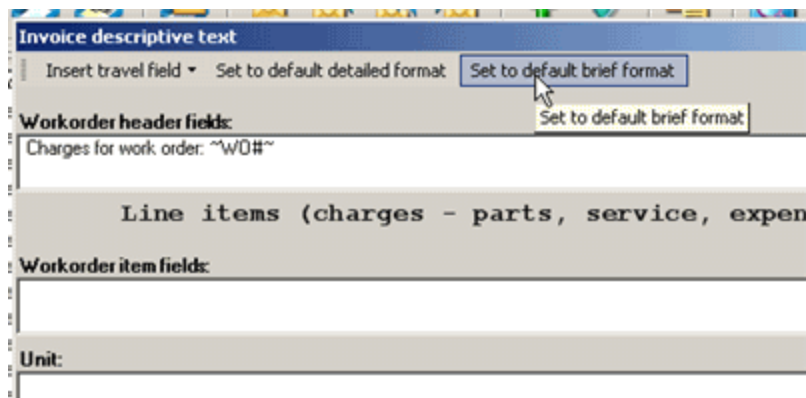 Invoice descriptive text
Insert travel field Set to default detailed format Set to default brief format
Set to default brief format
Workorder header fields:
Charges for work order: ~WO#~
Line items (charges - parts, service, expen
Workorder item fields:
Unit: